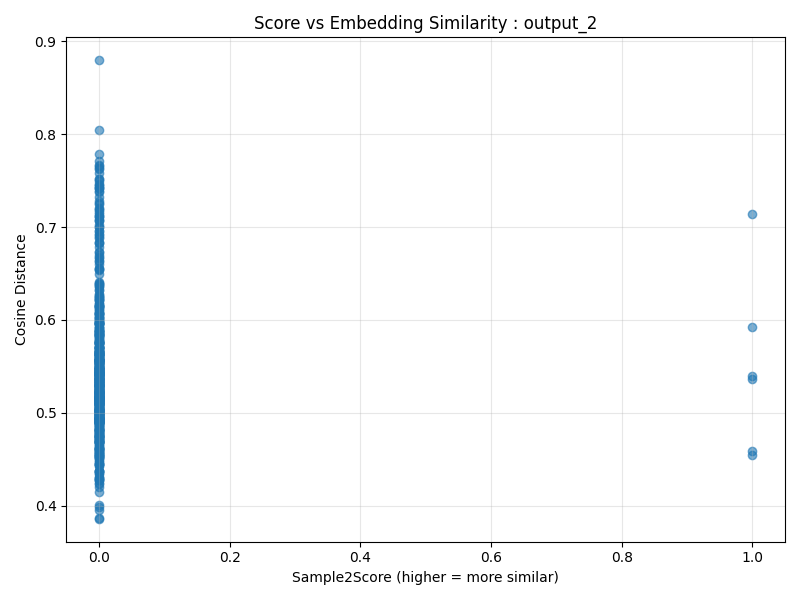 Score vs Embedding Similarity : output_2
Cosine Distance
0.9
0.8
0.7
0.6
0.5
0.4
0.0 0.2 0.4 0.6 0.8 1.0
Sample2Score (higher = more similar)